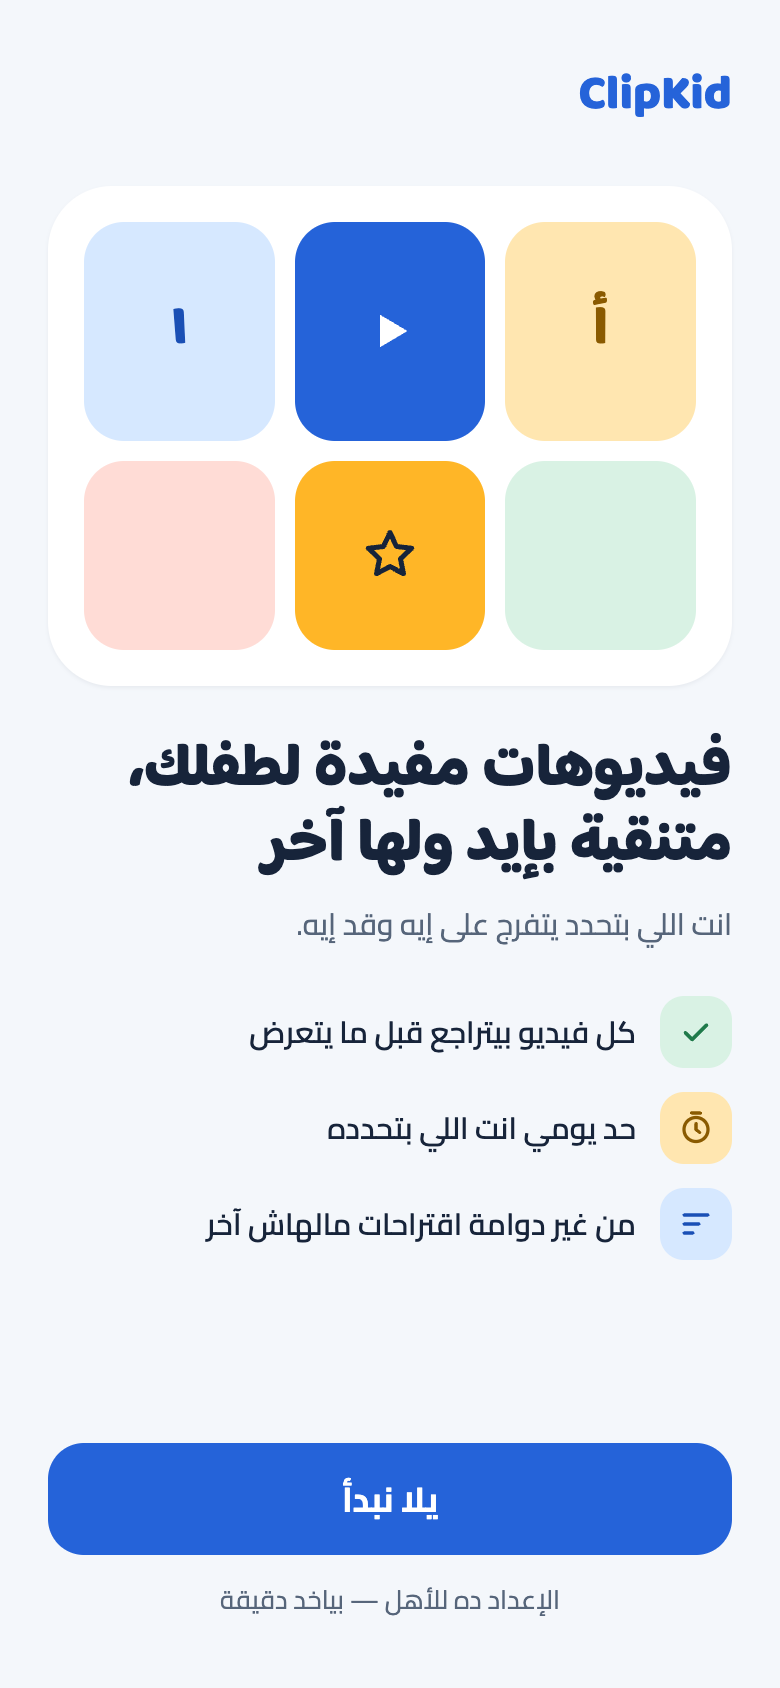 ClipKid
أ
١
فيديوهات مفيدة لطفلك،
متنقية بإيد ولها آخر
انت اللي بتحدد يتفرج على إيه وقد إيه.
كل فيديو بيتراجع قبل ما يتعرض
حد يومي انت اللي بتحدده
من غير دوامة اقتراحات مالهاش آخر
يلا نبدأ
الإعداد ده للأهل — بياخد دقيقة